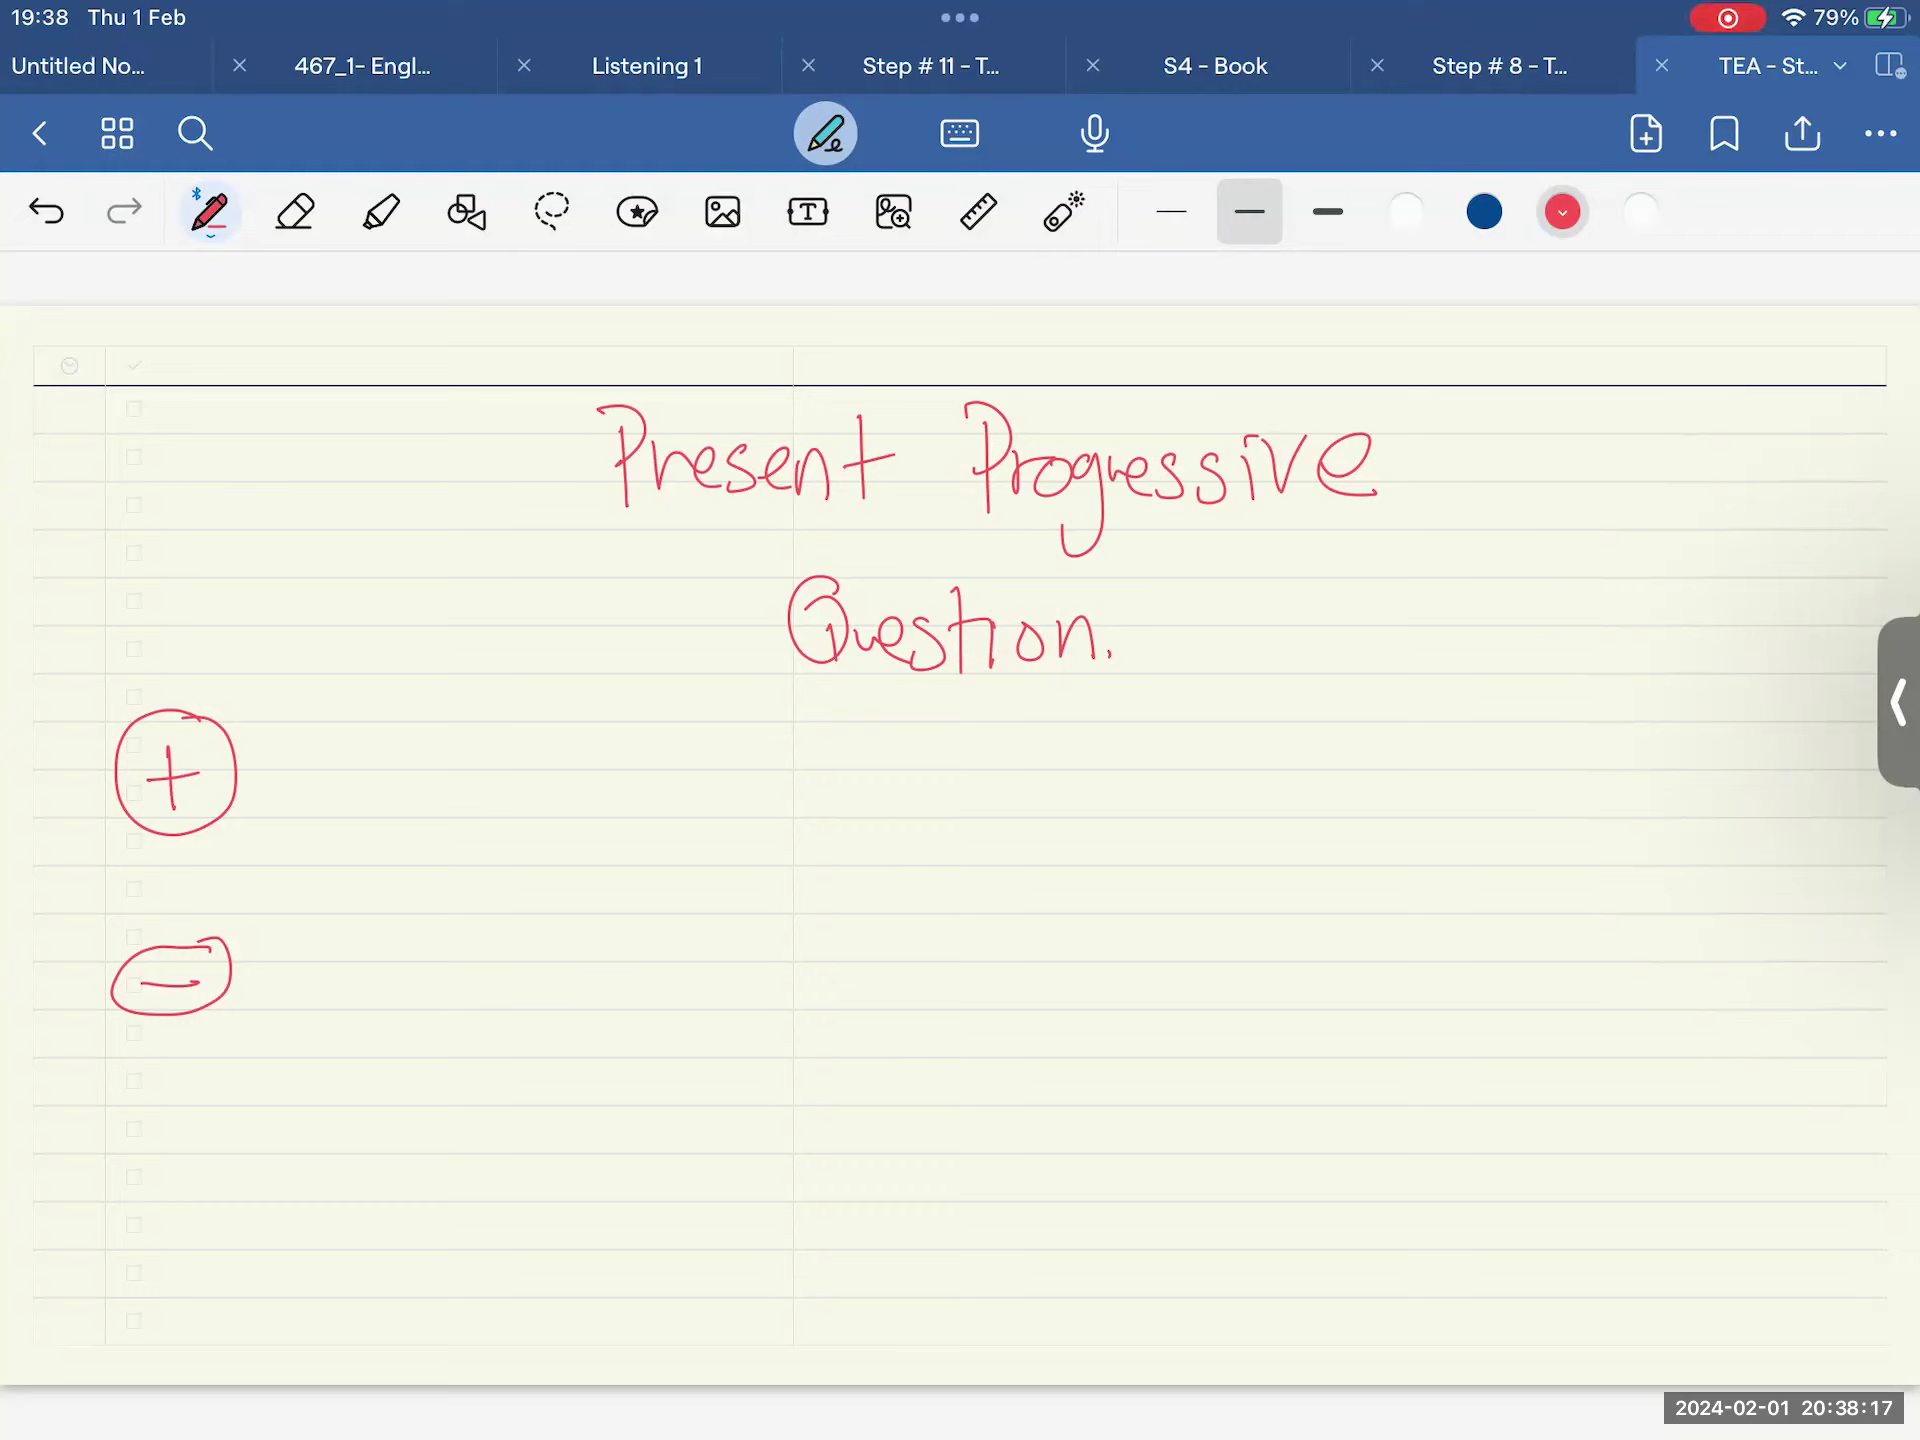 19:38 Thu 1 Feb
79%
Untitled No...
467_1- Engl...
Listening 1
Step # 11 - T...
S4 - Book
Step # 8 - T...
TEA - St...
Present Progressive
Question.
+
−
2024-02-01 20:38:17